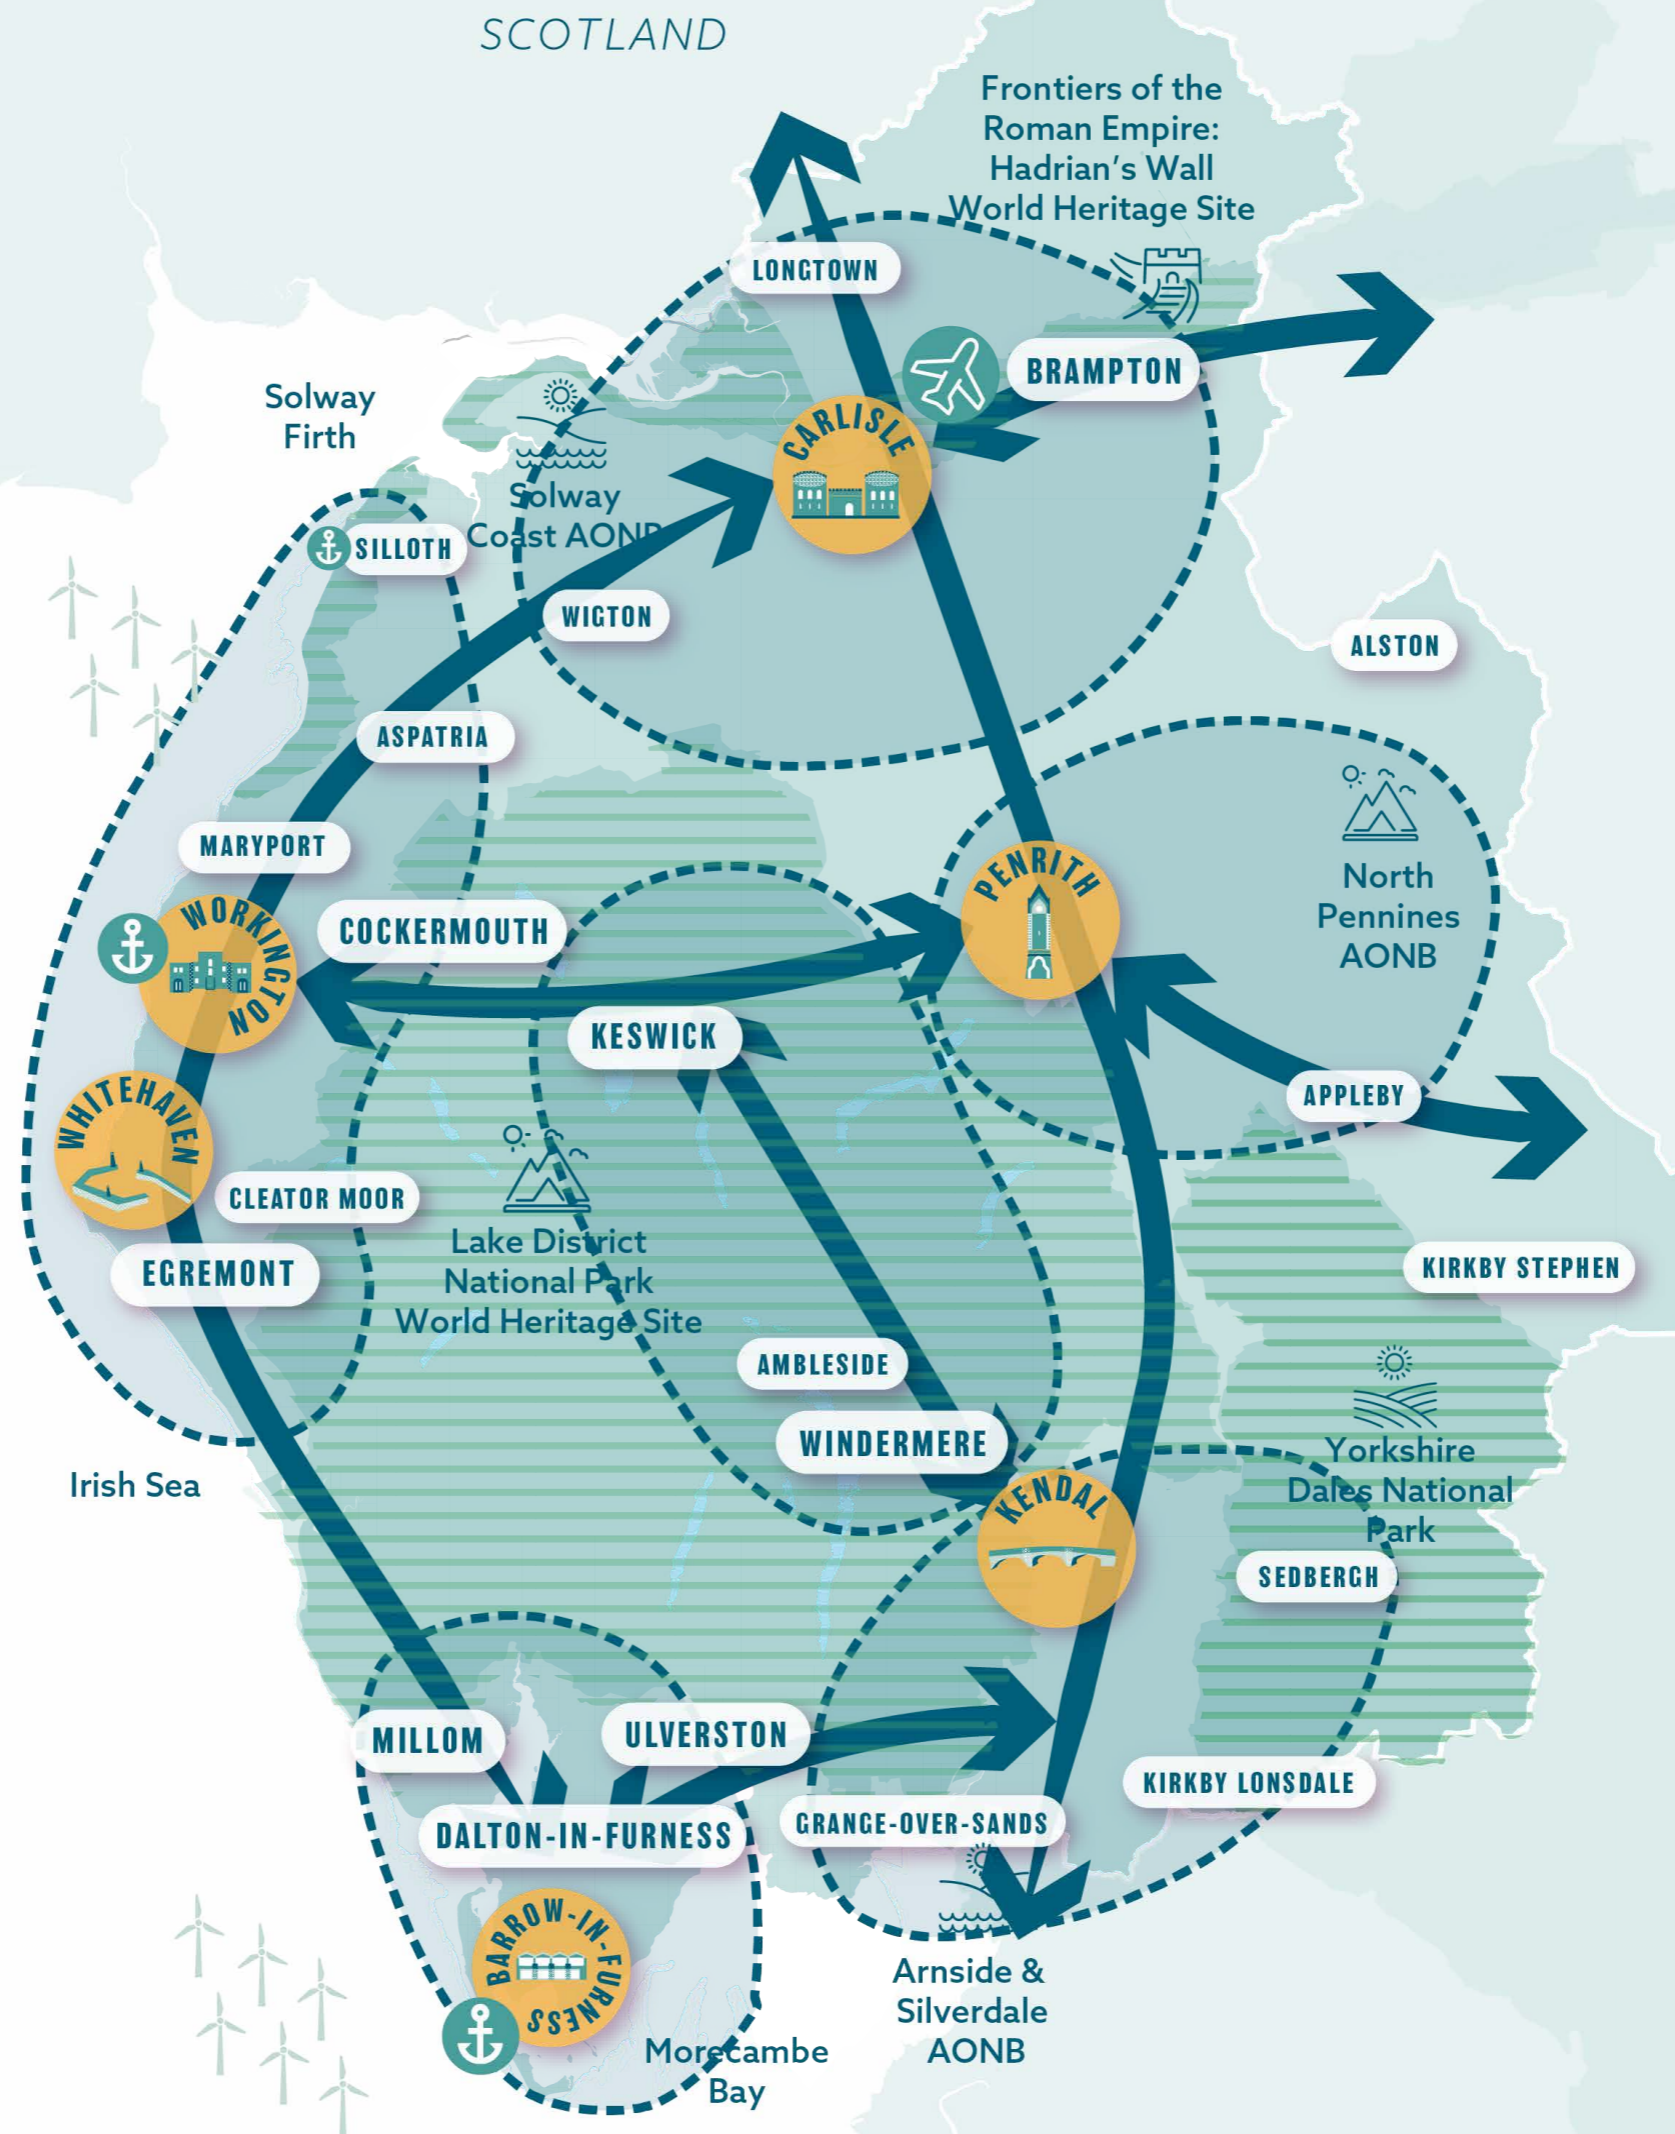 SCOTLAND
Frontiers of the
Roman Empire:
Hadrian's Wall
World Heritage Site
LONGTOWN
BRAMPTON
Solway
Firth
CARLISLE
Solway
Coast AONB
SILLOTH
WIGTON
ALSTON
ASPATRIA
MARYPORT
North
Pennines
AONB
PENRITH
WORKINGTON
COCKERMOUTH
KESWICK
APPLEBY
WHITEHAVEN
CLEATOR MOOR
EGREMONT
Lake District
National Park
World Heritage Site
KIRKBY STEPHEN
AMBLESIDE
WINDERMERE
Yorkshire
Dales National
Park
Irish Sea
KENDAL
SEDBERGH
MILLOM
ULVERSTON
KIRKBY LONSDALE
GRANGE-OVER-SANDS
DALTON-IN-FURNESS
BARROW-IN-FURNESS
Arnside &
Silverdale
AONB
Morecambe
Bay